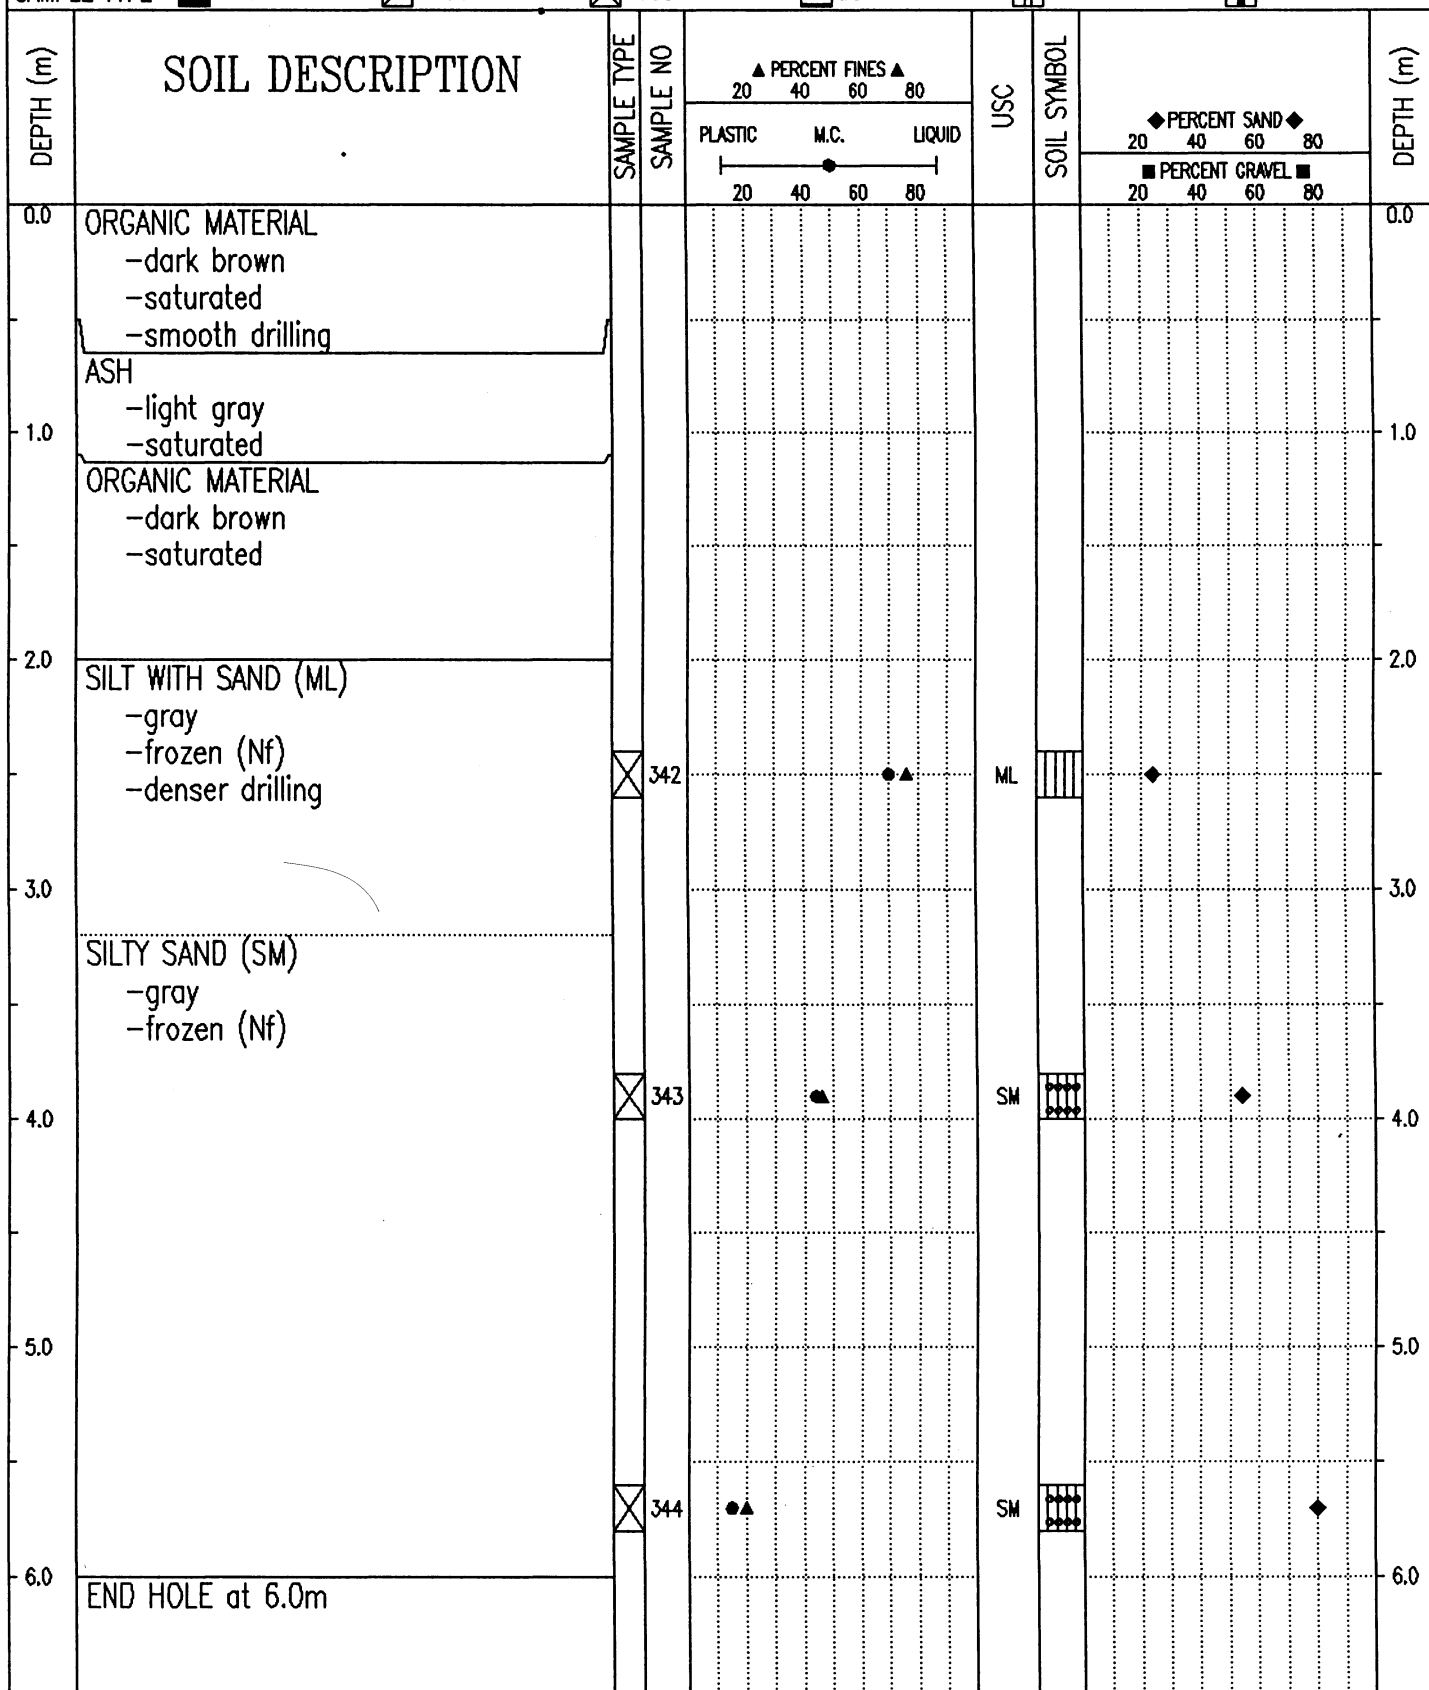 SAMPLE TYPE
DEPTH (m)
SOIL DESCRIPTION
SAMPLE TYPE
SAMPLE NO
▲ PERCENT FINES ▲
20 40 60 80
PLASTIC M.C. LIQUID
20 40 60 80
USC
SOIL SYMBOL
◆ PERCENT SAND ◆
20 40 60 80
■ PERCENT GRAVEL ■
20 40 60 80
DEPTH (m)
0.0 0.0
ORGANIC MATERIAL
-dark brown
-saturated
-smooth drilling
ASH
-light gray
1.0 1.0
-saturated
ORGANIC MATERIAL
-dark brown
-saturated
2.0 2.0
SILT WITH SAND (ML)
-gray
-frozen (Nf)
342 ML
-denser drilling
3.0 3.0
SILTY SAND (SM)
-gray
-frozen (Nf)
343 SM
4.0 4.0
5.0 5.0
344 SM
6.0 6.0
END HOLE at 6.0m